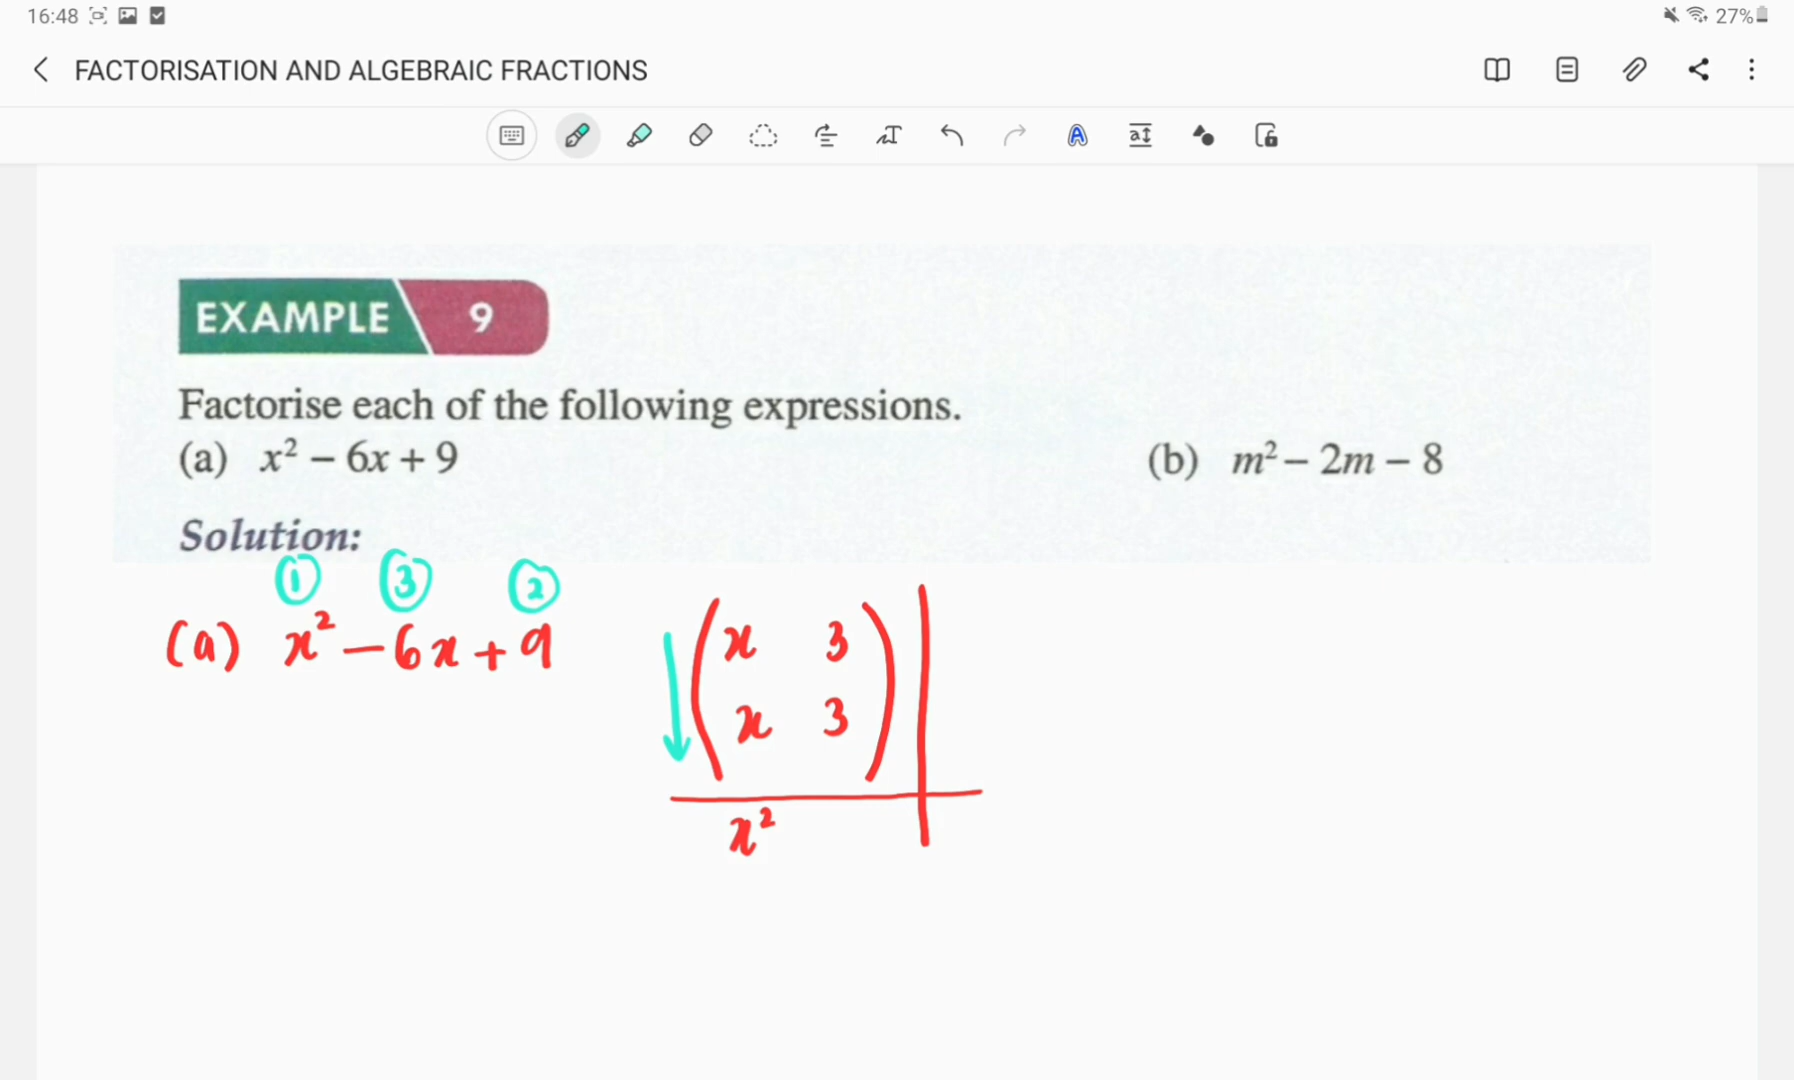 16:48 27%
FACTORISATION AND ALGEBRAIC FRACTIONS
EXAMPLE 9
Factorise each of the following expressions.
(a) x² – 6x + 9 (b) m² – 2m – 8
Solution:
① ③ ②
(a) x² – 6x + 9
x 3
x 3
x²